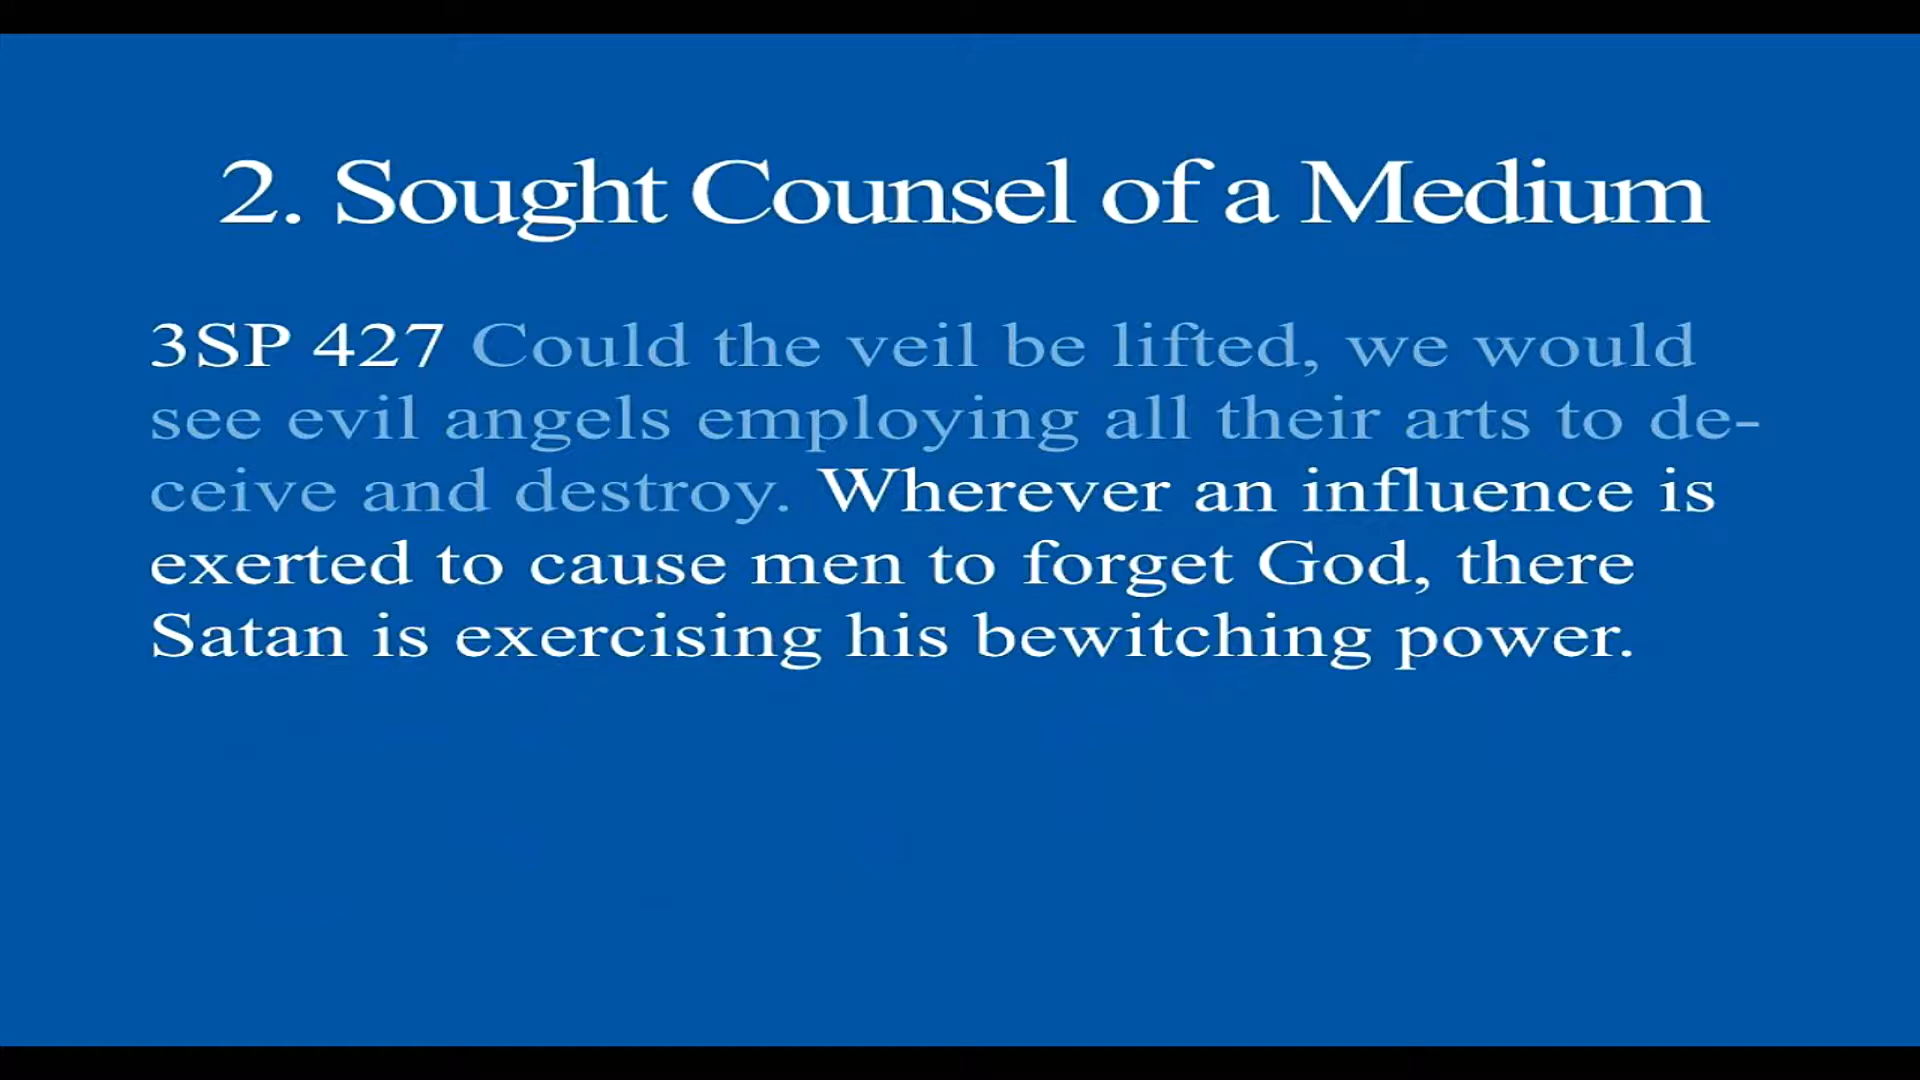 2. Sought Counsel of a Medium
3SP 427 Could the veil be lifted, we would
see evil angels employing all their arts to de-
ceive and destroy. Wherever an influence is
exerted to cause men to forget God, there
Satan is exercising his bewitching power.